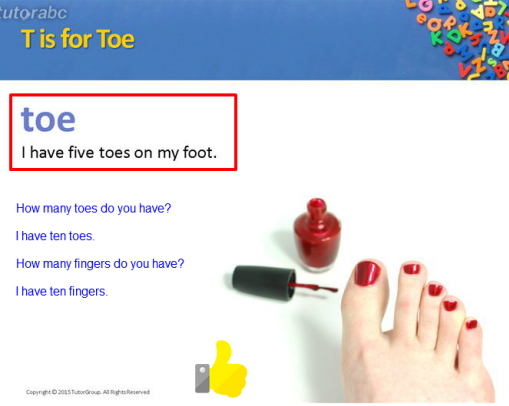 tutorabc
T is for Toe
toe
I have five toes on my foot.
How many toes do you have?
I have ten toes.
How many fingers do you have?
I have ten fingers.
Copyright © 2015 TutorGroup. All Rights Reserved